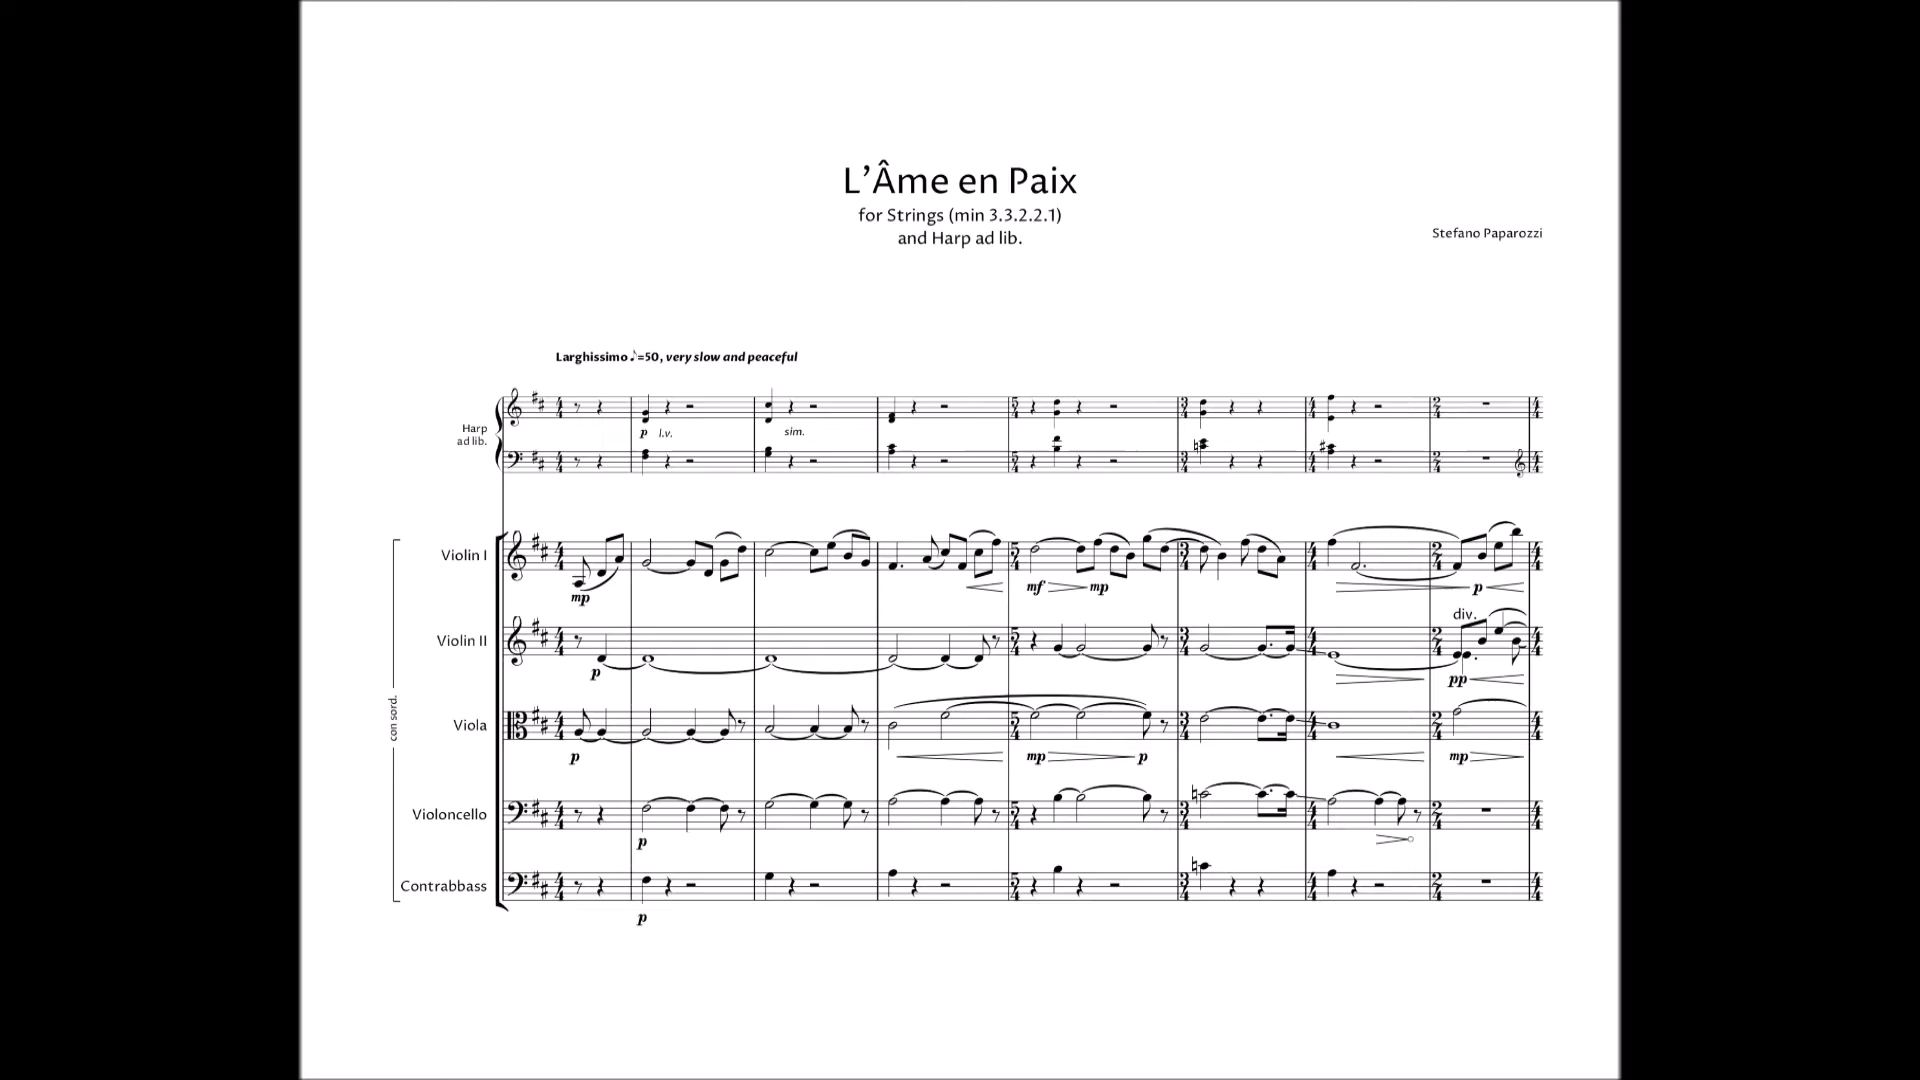 L'Âme en Paix
for Strings (min 3.3.2.2.1)
and Harp ad lib.
Stefano Paparozzi
Larghissimo ♪=50, very slow and peaceful
Harp
ad lib.
p l.v. sim.
con sord.
Violin I
mp mf mp p
Violin II
div.
p pp
Viola
p mp p mp
Violoncello
p
Contrabbass
p